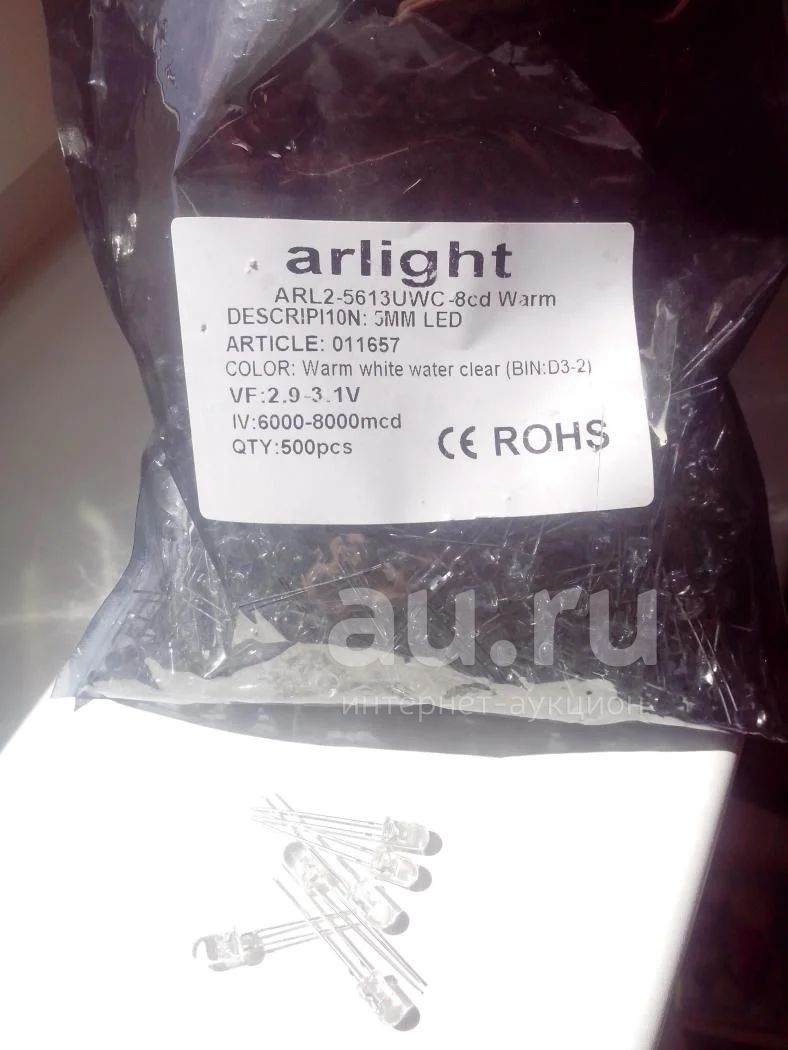 arlight
ARL2-5613UWC-8cd Warm
DESCRIPI10N: 5MM LED
ARTICLE: 011657
COLOR: Warm white water clear (BIN:D3-2)
VF:2.9-3.1V
IV:6000-8000mcd
QTY:500pcs
CE ROHS
au.ru
интернет-аукцион